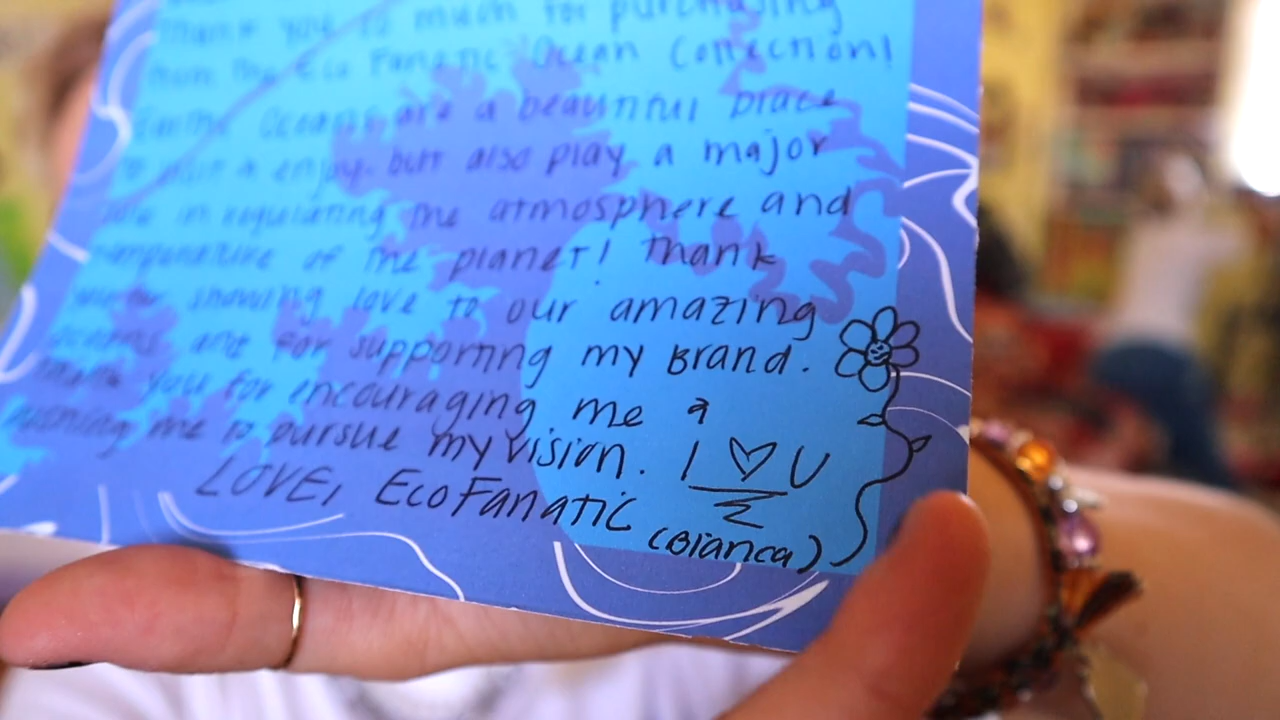 Thank you so much for purchasing
from the Eco Fanatic Ocean Collection!
Earths Oceans are a beautiful place
to visit & enjoy, but also play a major
role in regulating the atmosphere and
temperature of the planet! Thank
showing love to our amazing
oceans and for supporting my Brand.
Thank you for encouraging me &
pushing me to pursue my vision. I ♡ U
LOVE, EcoFanatic
(Bianca)